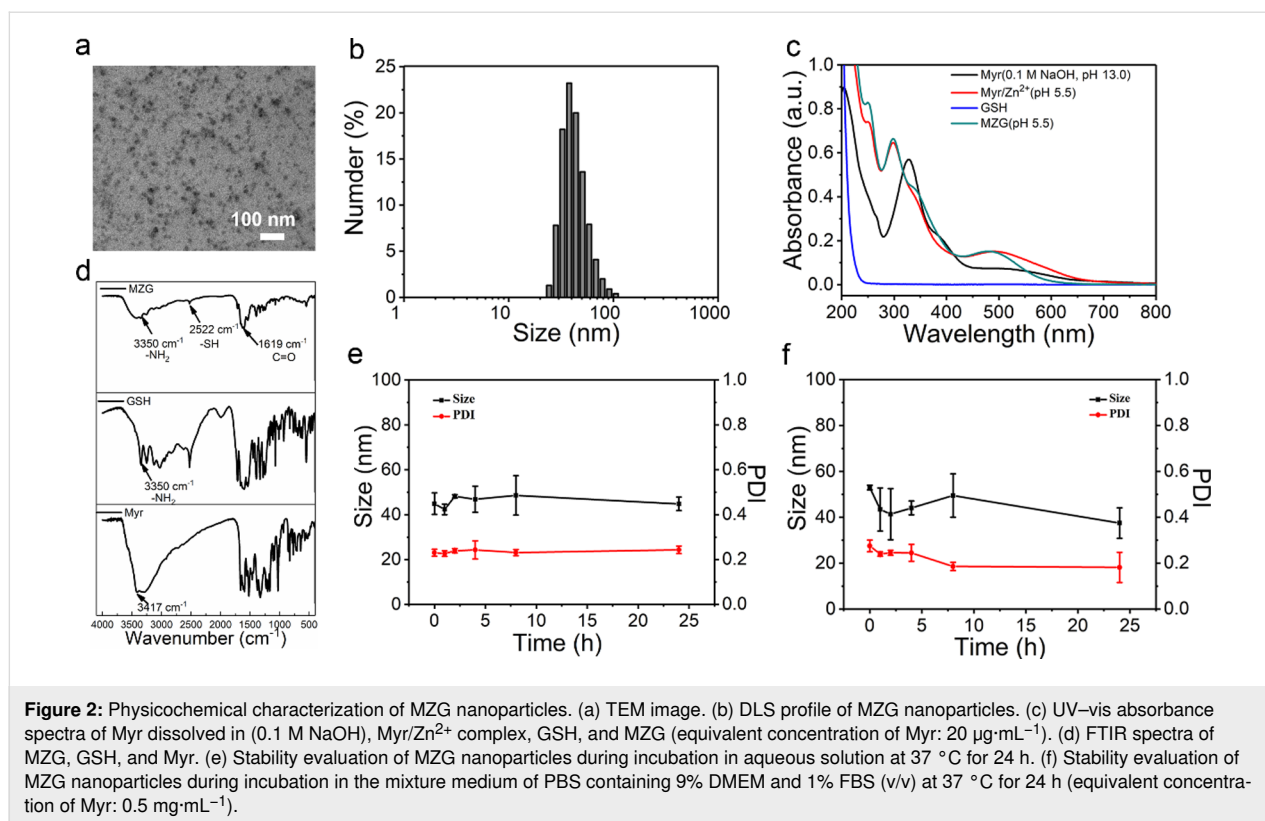 a
100 nm
b
25
20
15
10
5
0
Numder (%)
1
10
100
1000
Size (nm)
c
1.0
0.8
0.6
0.4
0.2
0.0
Absorbance (a.u.)
Myr(0.1 M NaOH, pH 13.0)
Myr/Zn²⁺(pH 5.5)
GSH
MZG(pH 5.5)
200 300 400 500 600 700 800
Wavelength (nm)
d
MZG
3350 cm⁻¹
-NH₂
2522 cm⁻¹
-SH
1619 cm⁻¹
C=O
GSH
3350 cm⁻¹
-NH₂
Myr
3417 cm⁻¹
4000 3500 3000 2500 2000 1500 1000 500
Wavenumber (cm⁻¹)
e
100
80
60
40
20
0
Size (nm)
Size
PDI
1.0
0.8
0.6
0.4
0.2
0.0
PDI
0 5 10 15 20 25
Time (h)
f
100
80
60
40
20
0
Size (nm)
Size
PDI
1.0
0.8
0.6
0.4
0.2
0.0
PDI
0 5 10 15 20 25
Time (h)
Figure 2: Physicochemical characterization of MZG nanoparticles. (a) TEM image. (b) DLS profile of MZG nanoparticles. (c) UV–vis absorbance
spectra of Myr dissolved in (0.1 M NaOH), Myr/Zn²⁺ complex, GSH, and MZG (equivalent concentration of Myr: 20 µg·mL⁻¹). (d) FTIR spectra of
MZG, GSH, and Myr. (e) Stability evaluation of MZG nanoparticles during incubation in aqueous solution at 37 °C for 24 h. (f) Stability evaluation of
MZG nanoparticles during incubation in the mixture medium of PBS containing 9% DMEM and 1% FBS (v/v) at 37 °C for 24 h (equivalent concentra-
tion of Myr: 0.5 mg·mL⁻¹).